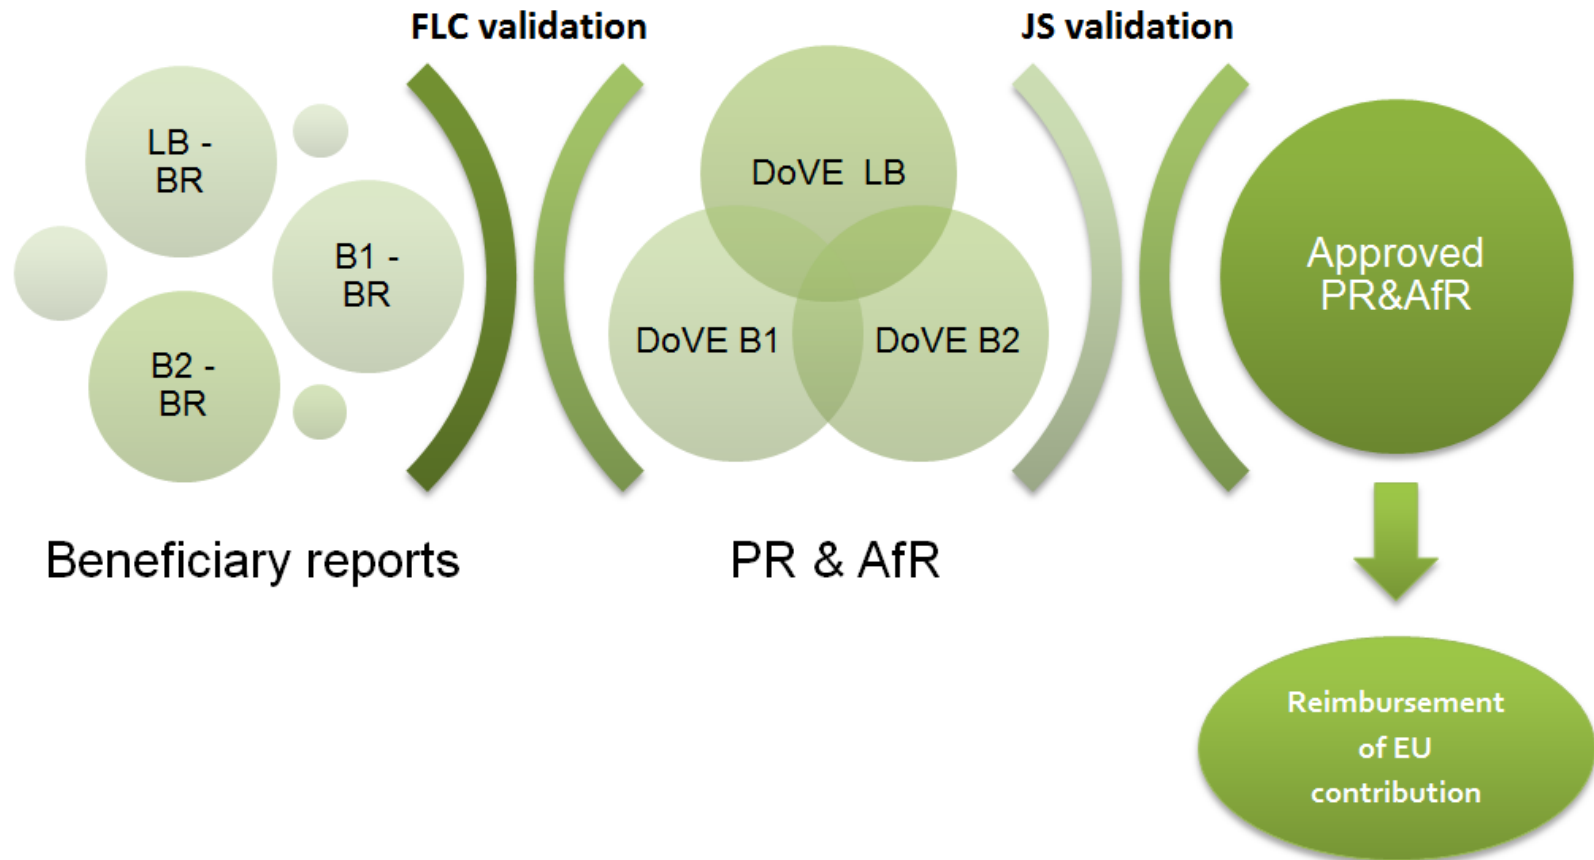 FLC validation
JS validation
LB -
BR
B1 -
BR
B2 -
BR
DoVE LB
DoVE B1
DoVE B2
Approved
PR&AfR
Beneficiary reports
PR & AfR
Reimbursement
of EU
contribution